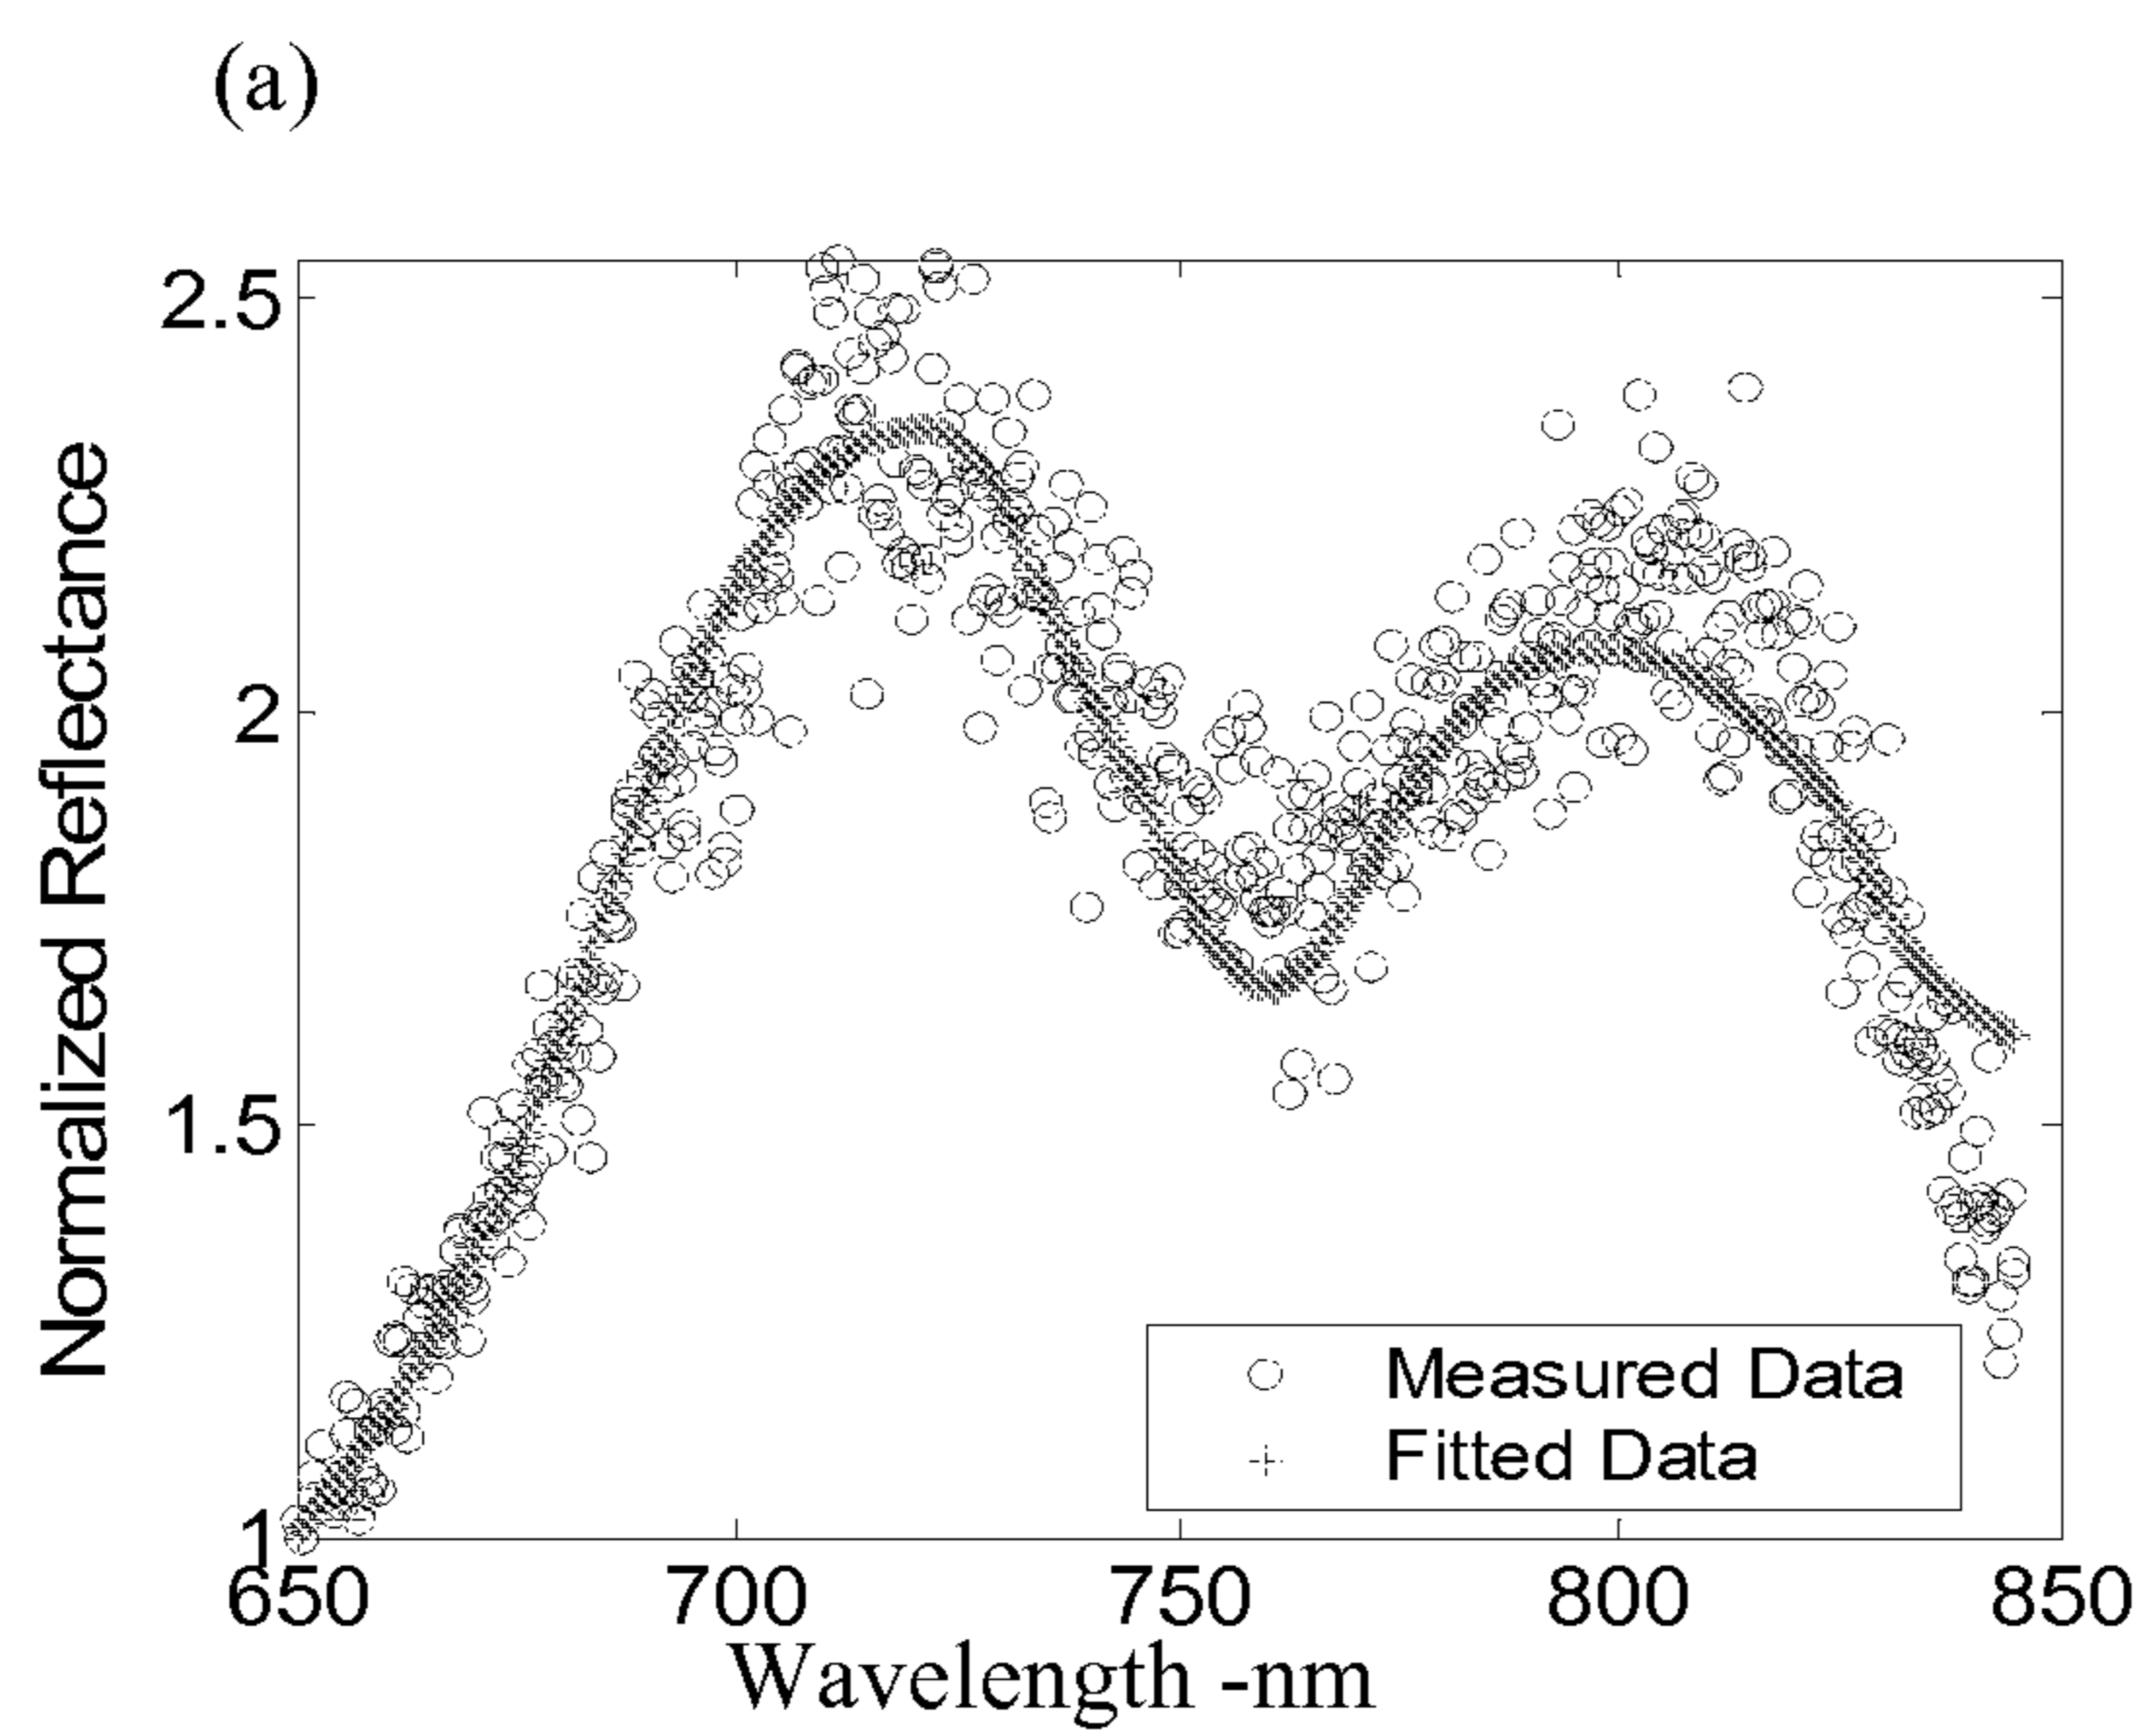 (a)
2.5
2
1.5
1
Normalized Reflectance
Measured Data
Fitted Data
650 700 750 800 850
Wavelength -nm